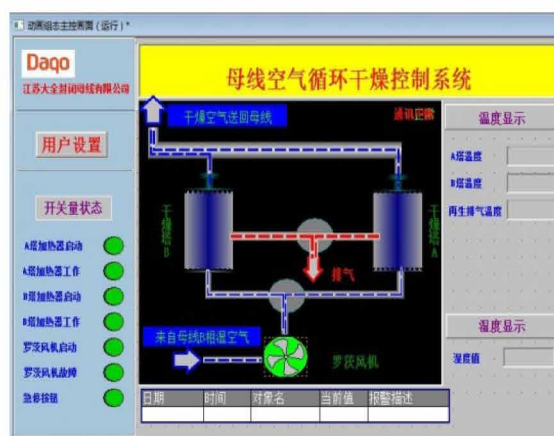 动画组态主控画面（运行）*
Daqo
江苏大全封闭母线有限公司
母线空气循环干燥控制系统
干燥空气送回母线
通讯正常
温度显示
用户设置
A塔温度
B塔温度
再生排气温度
干燥塔B
干燥塔A
开关量状态
A塔加热器启动
A塔加热器工作
排气
B塔加热器启动
B塔加热器工作
来自母线B相湿空气
温度显示
罗茨风机启动
罗茨风机
湿度值
罗茨风机故障
急停按钮
日期 时间 对象名 当前值 报警描述